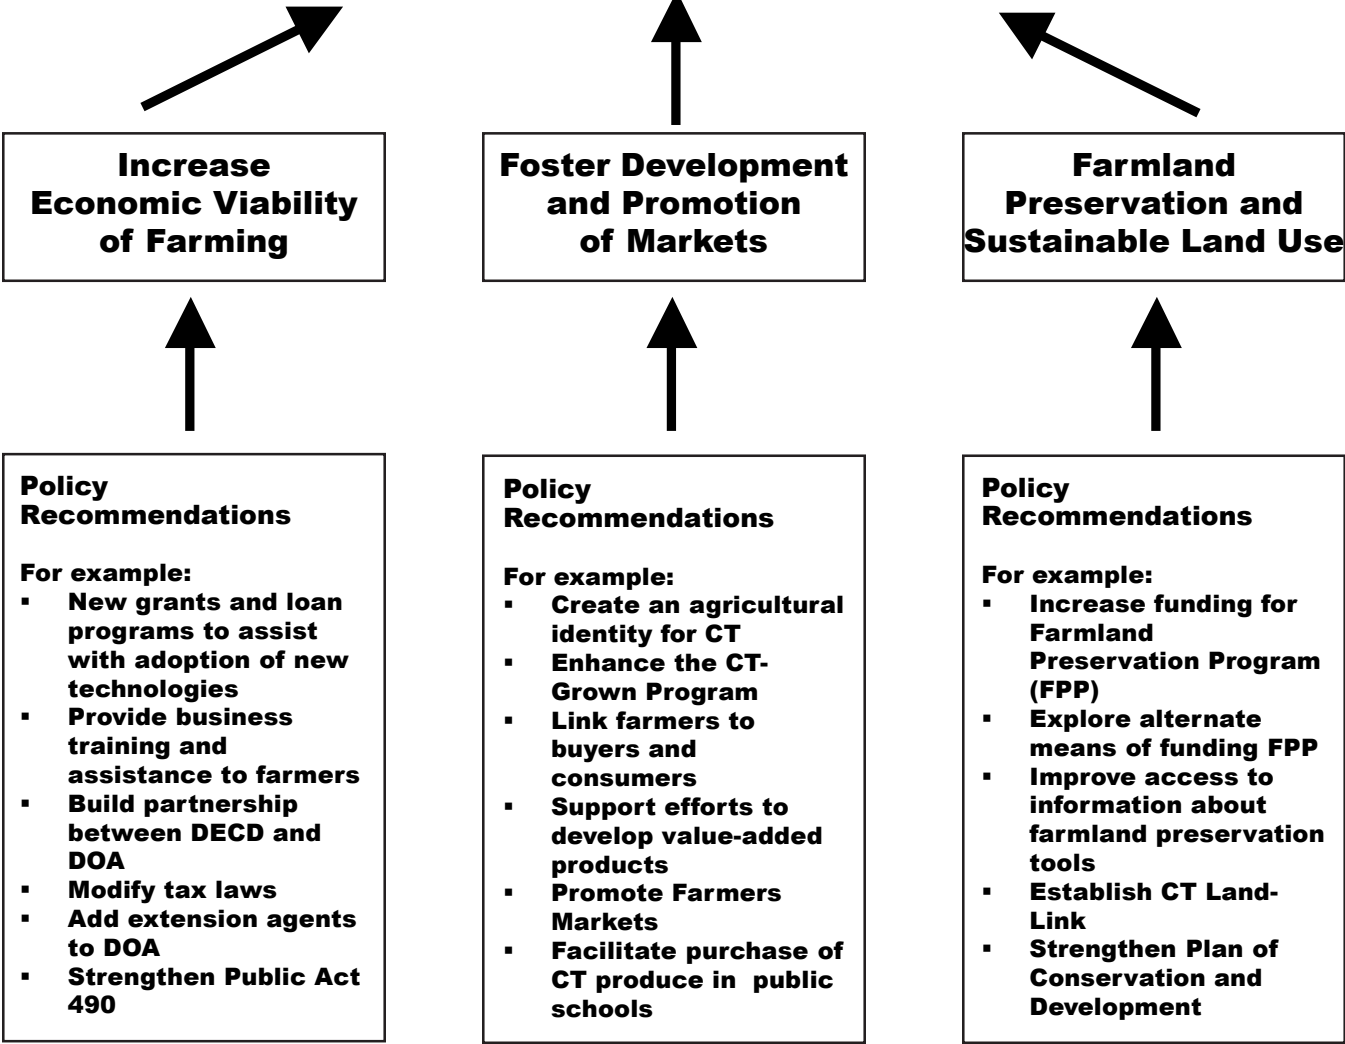 Increase
Economic Viability
of Farming
Foster Development
and Promotion
of Markets
Farmland
Preservation and
Sustainable Land Use
Policy
Recommendations
For example:
▪ New grants and loan
programs to assist
with adoption of new
technologies
▪ Provide business
training and
assistance to farmers
▪ Build partnership
between DECD and
DOA
▪ Modify tax laws
▪ Add extension agents
to DOA
▪ Strengthen Public Act
490
Policy
Recommendations
For example:
▪ Create an agricultural
identity for CT
▪ Enhance the CT-
Grown Program
▪ Link farmers to
buyers and
consumers
▪ Support efforts to
develop value-added
products
▪ Promote Farmers
Markets
▪ Facilitate purchase of
CT produce in public
schools
Policy
Recommendations
For example:
▪ Increase funding for
Farmland
Preservation Program
(FPP)
▪ Explore alternate
means of funding FPP
▪ Improve access to
information about
farmland preservation
tools
▪ Establish CT Land-
Link
▪ Strengthen Plan of
Conservation and
Development